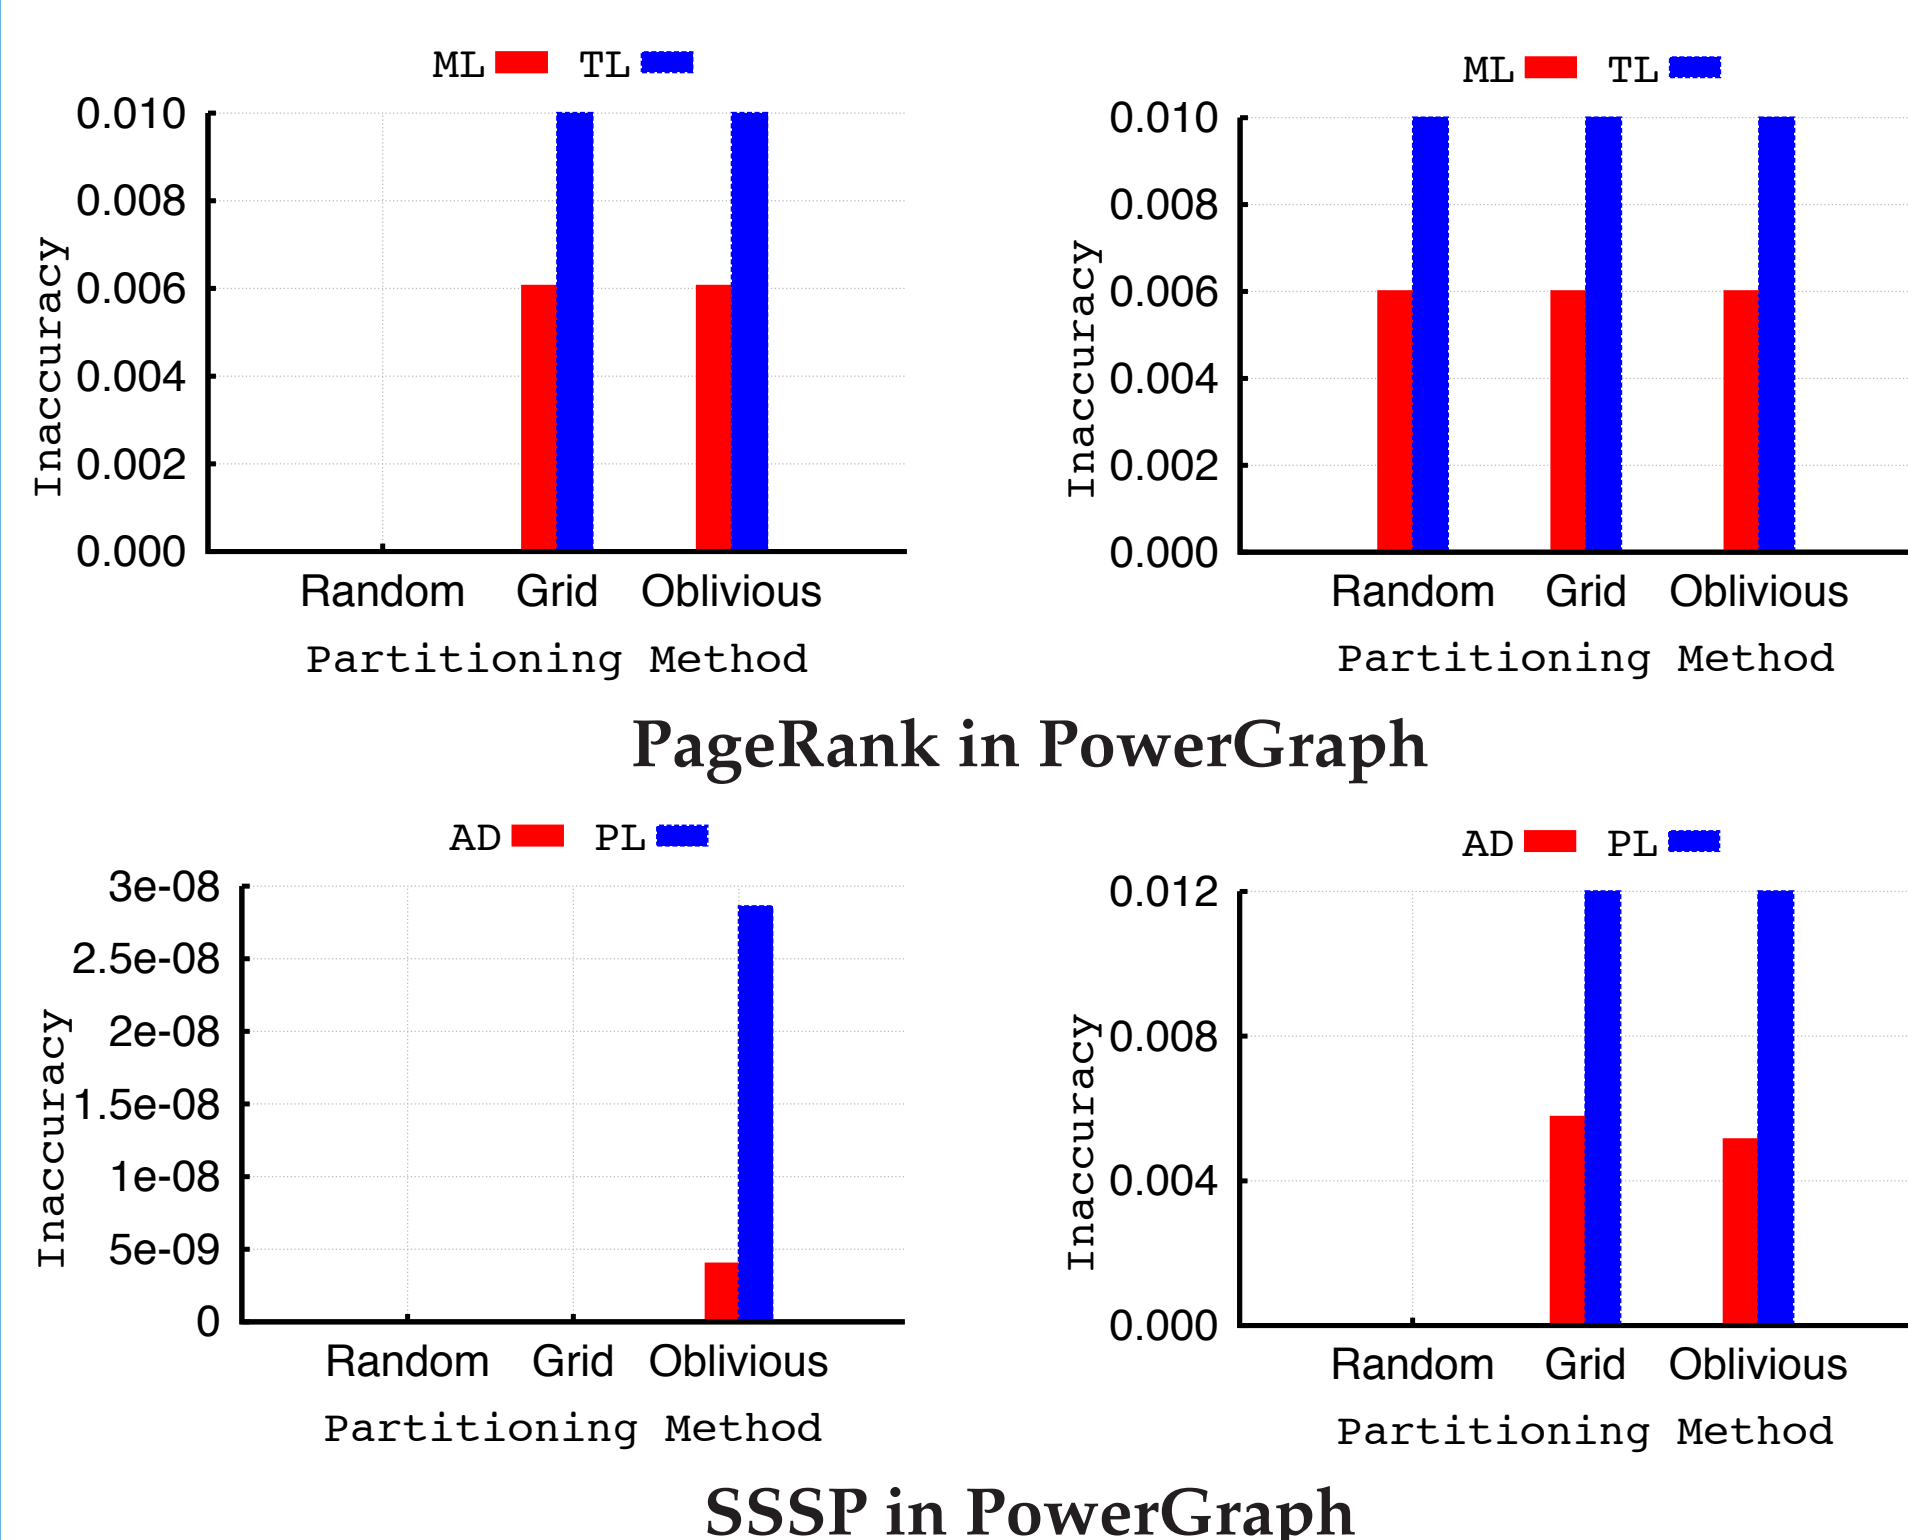 ML TL
0.010
0.008
0.006
0.004
0.002
0.000
Inaccuracy
Random Grid Oblivious
Partitioning Method
ML TL
0.010
0.008
0.006
0.004
0.002
0.000
Inaccuracy
Random Grid Oblivious
Partitioning Method
PageRank in PowerGraph
AD PL
3e-08
2.5e-08
2e-08
1.5e-08
1e-08
5e-09
0
Inaccuracy
Random Grid Oblivious
Partitioning Method
AD PL
0.012
0.008
0.004
0.000
Inaccuracy
Random Grid Oblivious
Partitioning Method
SSSP in PowerGraph